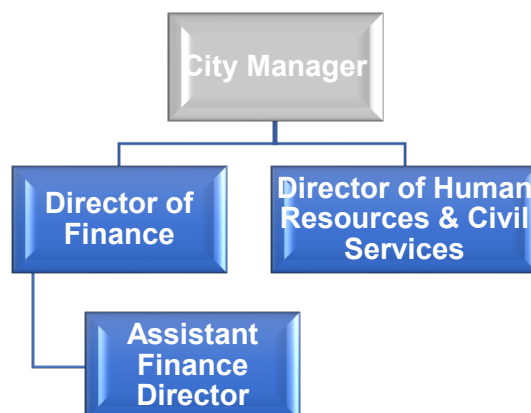 City Manager
Director of
Finance
Director of Human
Resources & Civil
Services
Assistant
Finance
Director